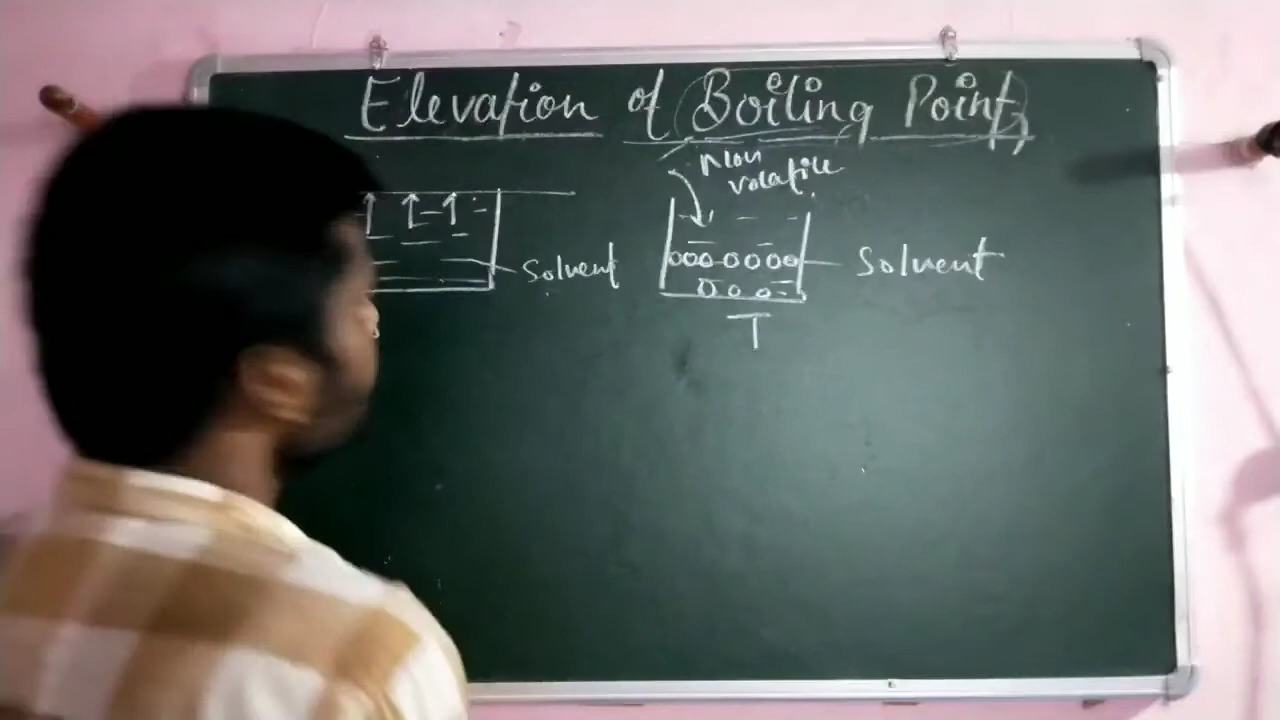 Elevation of Boiling Point
Non
volatile
Solvent
Solvent
T